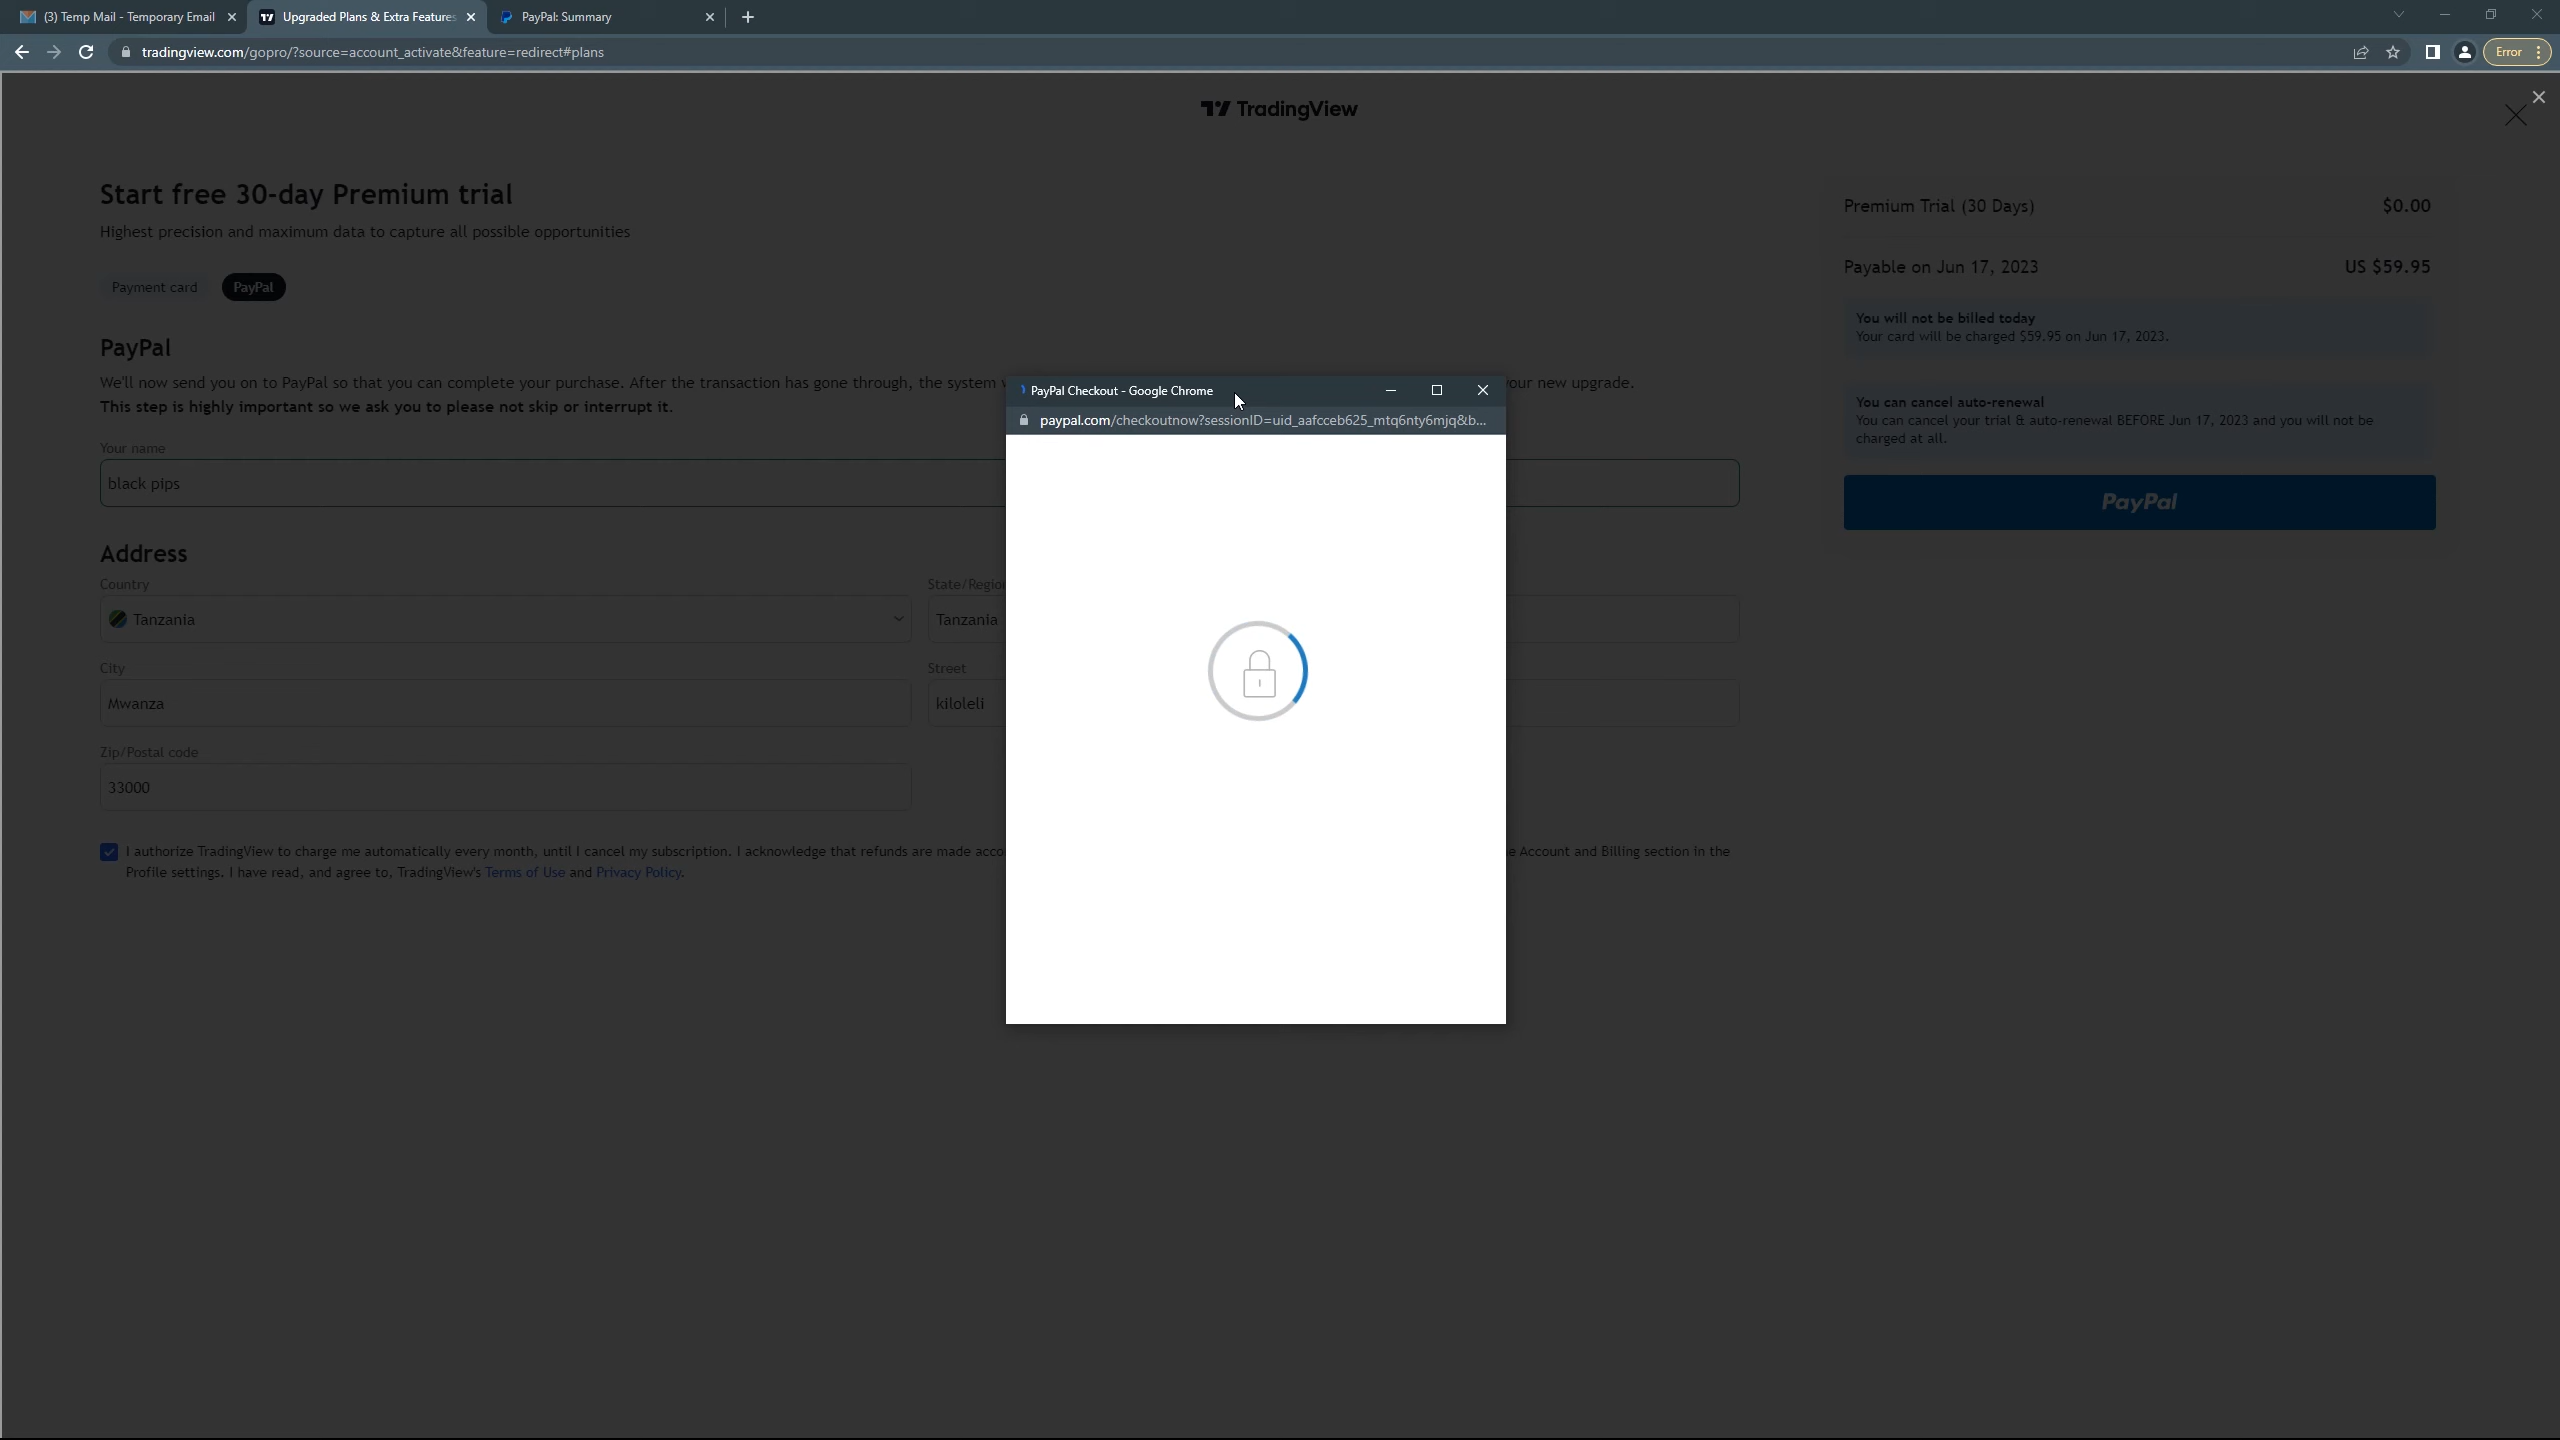 (3) Temp Mail - Temporary Email
Upgraded Plans & Extra Features
PayPal: Summary
tradingview.com/gopro/?source=account_activate&feature=redirect#plans
Error
TradingView
Start free 30-day Premium trial
Highest precision and maximum data to capture all possible opportunities
Payment card
PayPal
PayPal
We'll now send you on to PayPal so that you can complete your purchase. After the transaction has gone through, the system
your new upgrade.
This step is highly important so we ask you to please not skip or interrupt it.
Your name
black pips
Address
Country
State/Region
Tanzania
Tanzania
City
Street
Mwanza
kiloleli
Zip/Postal code
33000
I authorize TradingView to charge me automatically every month, until I cancel my subscription. I acknowledge that refunds are made
Account and Billing section in the
Profile settings. I have read, and agree to, TradingView's Terms of Use and Privacy Policy.
PayPal Checkout - Google Chrome
paypal.com/checkoutnow?sessionID=uid_aafcceb625_mtq6nty6mjq&b...
Premium Trial (30 Days)
$0.00
Payable on Jun 17, 2023
US $59.95
You will not be billed today
Your card will be charged $59.95 on Jun 17, 2023.
You can cancel auto-renewal
You can cancel your trial & auto-renewal BEFORE Jun 17, 2023 and you will not be
charged at all.
PayPal